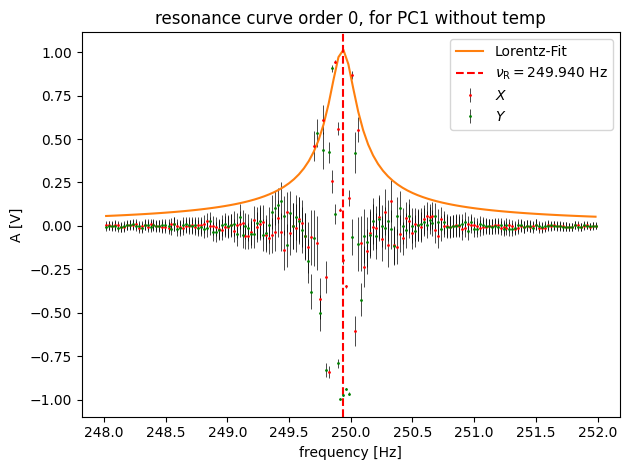 resonance curve order 0, for PC1 without temp
Lorentz-Fit
ν_R = 249.940 Hz
X
Y
1.00
0.75
0.50
0.25
0.00
−0.25
−0.50
−0.75
−1.00
A [V]
248.0 248.5 249.0 249.5 250.0 250.5 251.0 251.5 252.0
frequency [Hz]